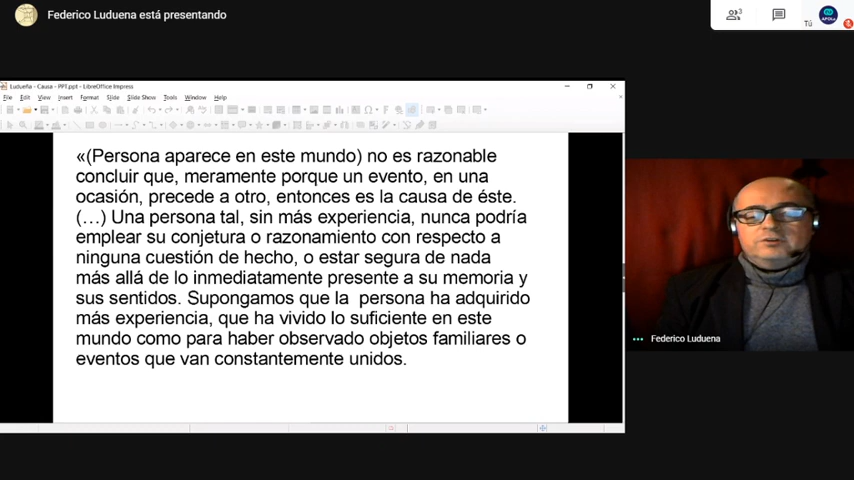 Federico Luduena está presentando
3
Tú
APOLa
Ludueña - Causa - PPT.ppt - LibreOffice Impress
File Edit View Insert Format Slide Slide Show Tools Window Help
«(Persona aparece en este mundo) no es razonable
concluir que, meramente porque un evento, en una
ocasión, precede a otro, entonces es la causa de éste.
(…) Una persona tal, sin más experiencia, nunca podría
emplear su conjetura o razonamiento con respecto a
ninguna cuestión de hecho, o estar segura de nada
más allá de lo inmediatamente presente a su memoria y
sus sentidos. Supongamos que la persona ha adquirido
más experiencia, que ha vivido lo suficiente en este
mundo como para haber observado objetos familiares o
eventos que van constantemente unidos.
Federico Luduena